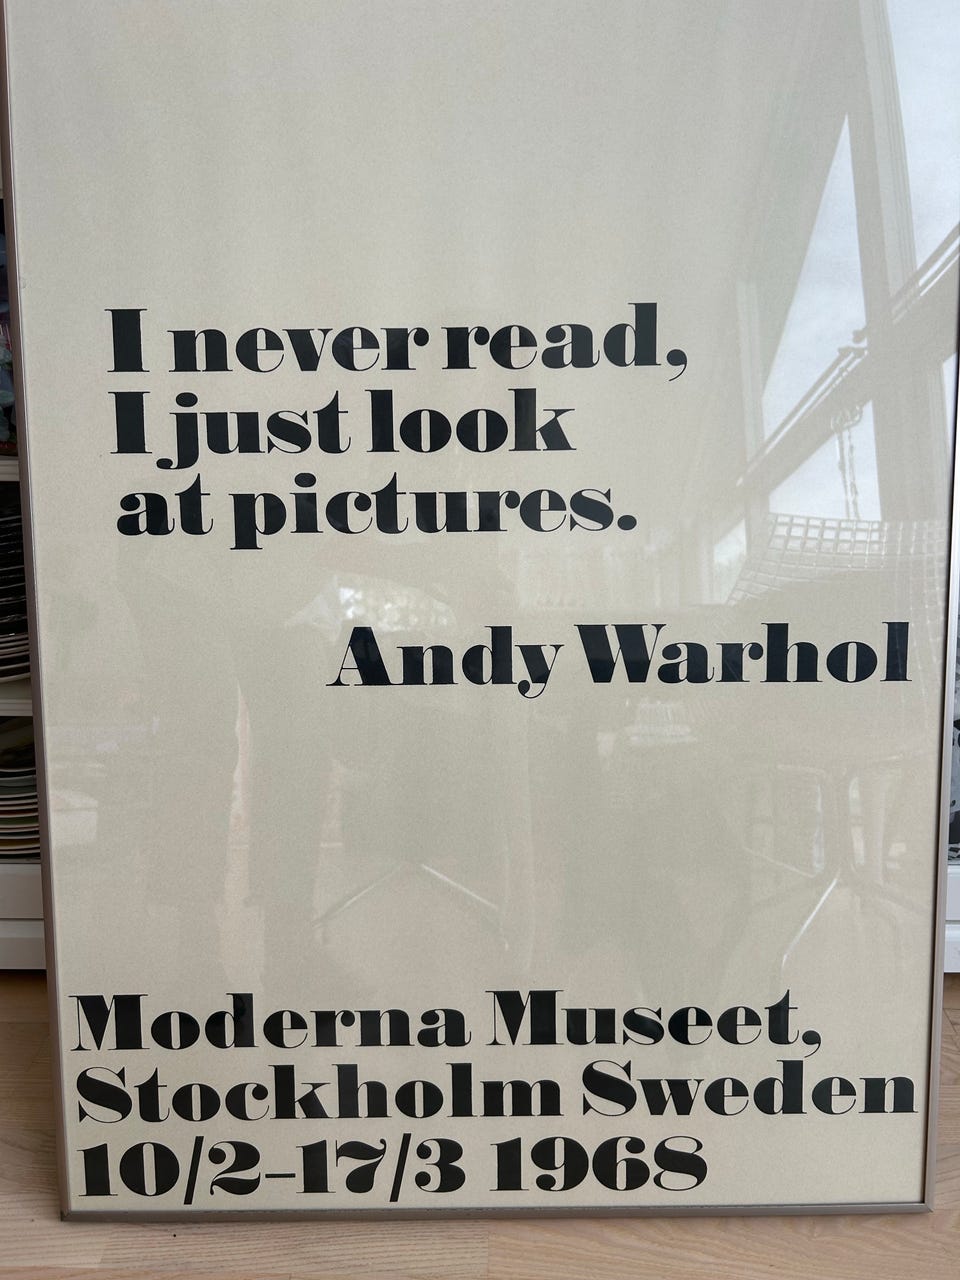 I never read,
I just look
at pictures.
Andy Warhol
Moderna Museet,
Stockholm Sweden
10/2–17/3 1968